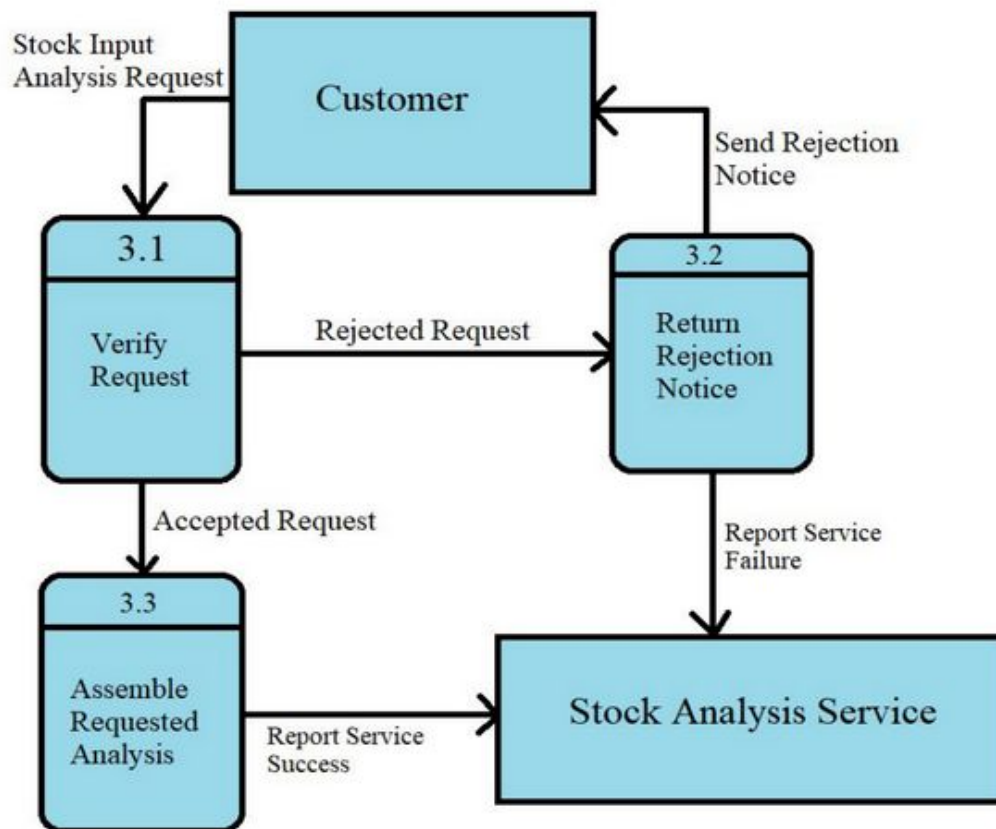 Stock Input
Analysis Request
Customer
Send Rejection
Notice
3.1
Verify
Request
Rejected Request
3.2
Return
Rejection
Notice
Accepted Request
Report Service
Failure
3.3
Assemble
Requested
Analysis
Report Service
Success
Stock Analysis Service